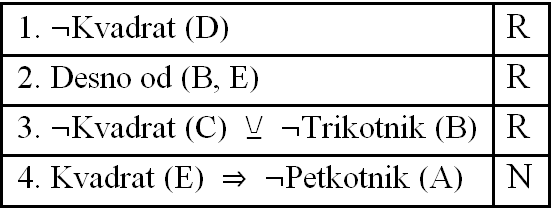 1. ¬Kvadrat (D) R
2. Desno od (B, E) R
3. ¬Kvadrat (C) ⊻ ¬Trikotnik (B) R
4. Kvadrat (E) ⇒ ¬Petkotnik (A) N